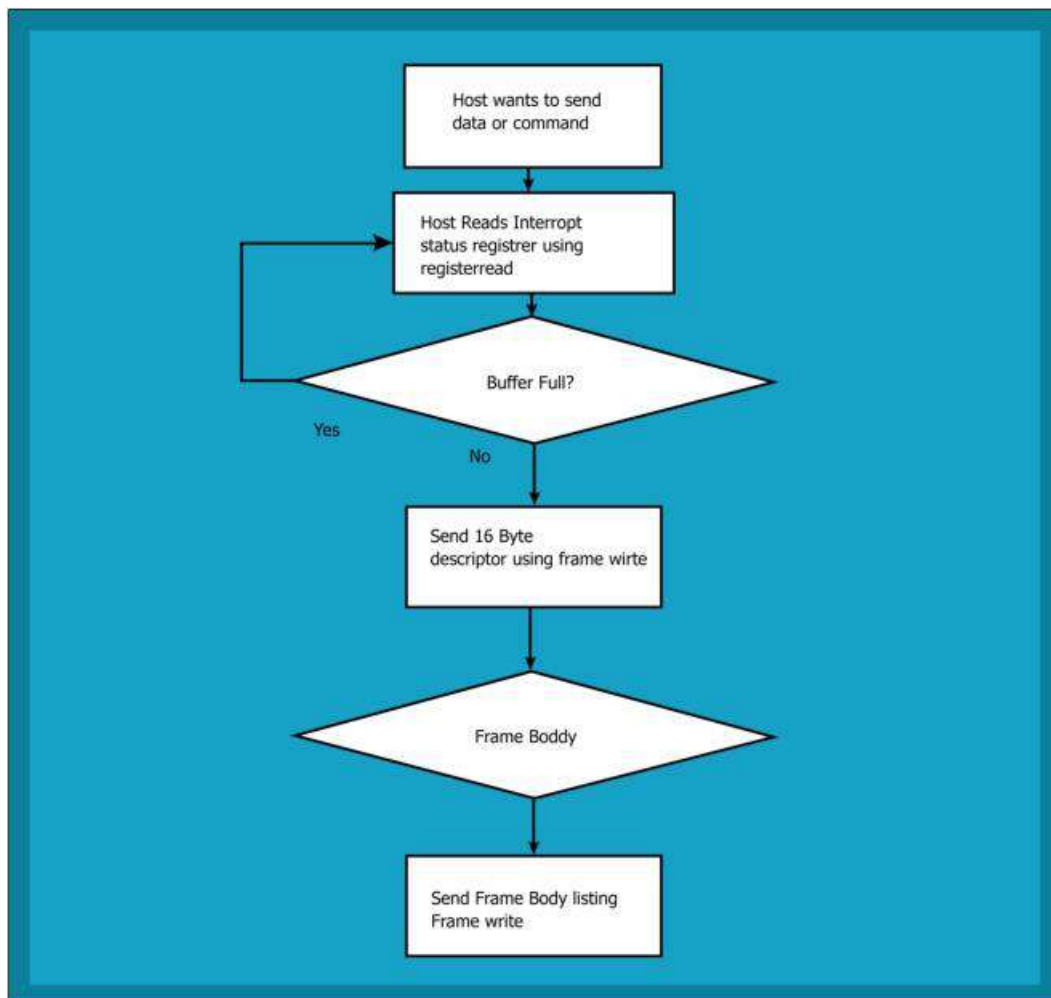 Host wants to send
data or command
Host Reads Interropt
status registrer using
registerread
Buffer Full?
Yes
No
Send 16 Byte
descriptor using frame wirte
Frame Boddy
Send Frame Body listing
Frame write